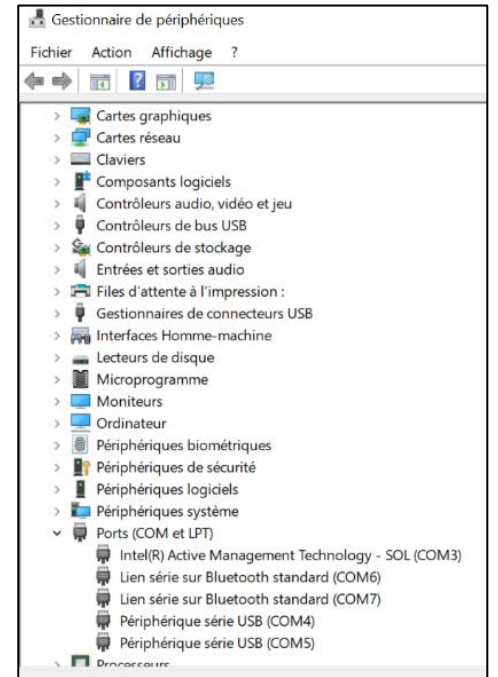 Gestionnaire de périphériques
Fichier Action Affichage ?
Cartes graphiques
Cartes réseau
Claviers
Composants logiciels
Contrôleurs audio, vidéo et jeu
Contrôleurs de bus USB
Contrôleurs de stockage
Entrées et sorties audio
Files d'attente à l'impression :
Gestionnaires de connecteurs USB
Interfaces Homme-machine
Lecteurs de disque
Microprogramme
Moniteurs
Ordinateur
Périphériques biométriques
Périphériques de sécurité
Périphériques logiciels
Périphériques système
Ports (COM et LPT)
Intel(R) Active Management Technology - SOL (COM3)
Lien série sur Bluetooth standard (COM6)
Lien série sur Bluetooth standard (COM7)
Périphérique série USB (COM4)
Périphérique série USB (COM5)
Processeurs